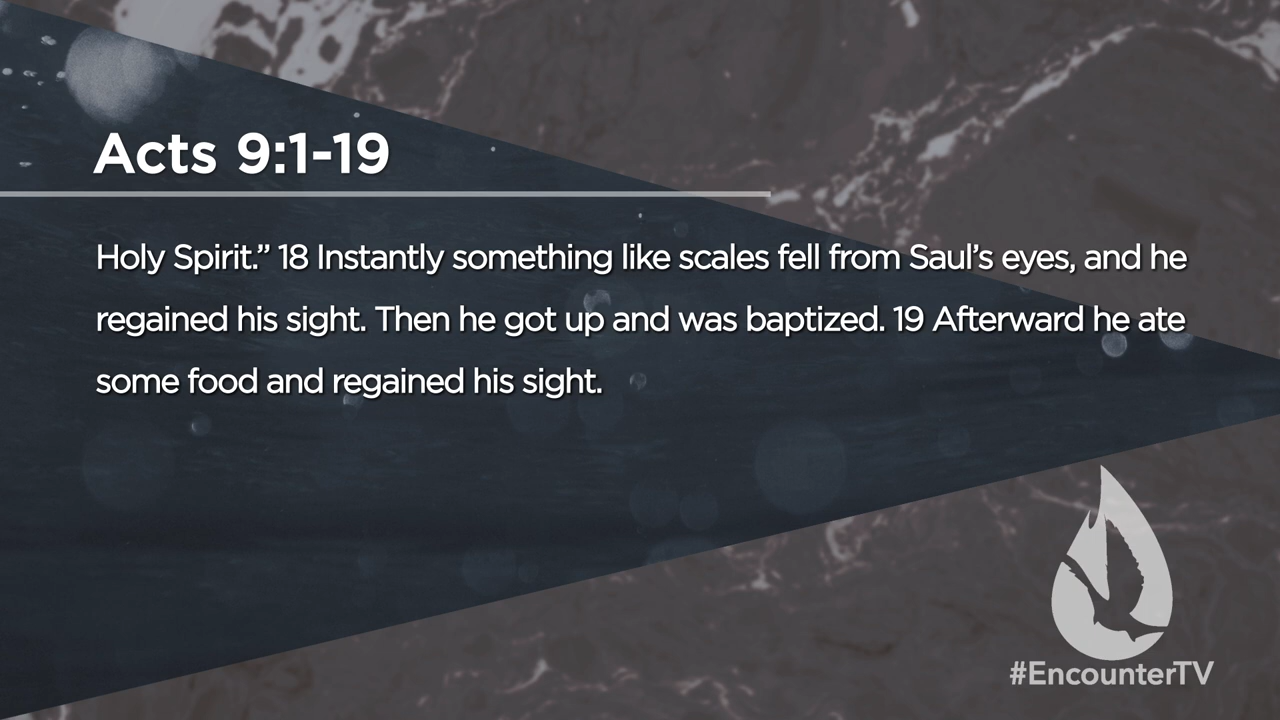 Acts 9:1-19
Holy Spirit.” 18 Instantly something like scales fell from Saul’s eyes, and he
regained his sight. Then he got up and was baptized. 19 Afterward he ate
some food and regained his sight.
#EncounterTV